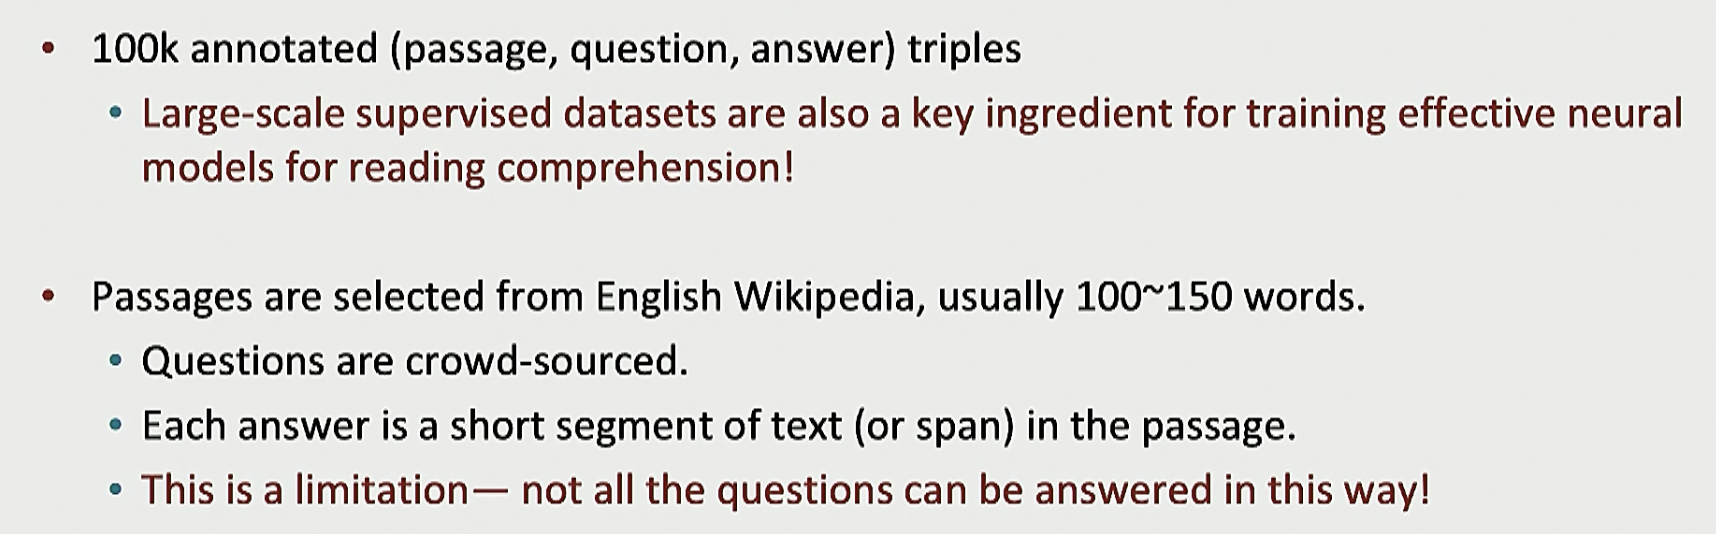 • 100k annotated (passage, question, answer) triples
• Large-scale supervised datasets are also a key ingredient for training effective neural
models for reading comprehension!
• Passages are selected from English Wikipedia, usually 100~150 words.
• Questions are crowd-sourced.
• Each answer is a short segment of text (or span) in the passage.
• This is a limitation— not all the questions can be answered in this way!